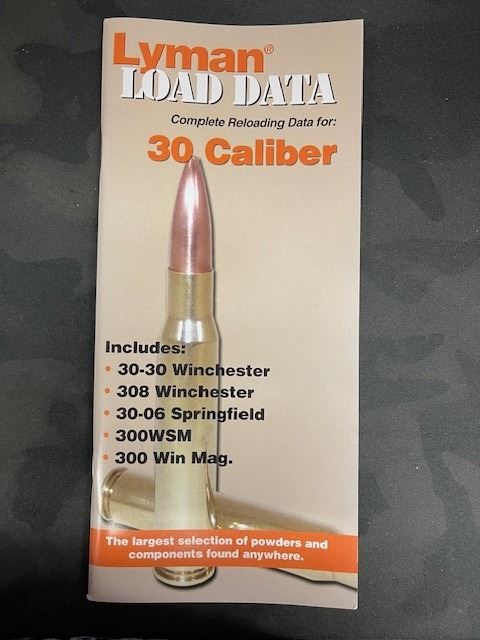 Lyman®
LOAD DATA
Complete Reloading Data for:
30 Caliber
Includes:
• 30-30 Winchester
• 308 Winchester
• 30-06 Springfield
• 300WSM
• 300 Win Mag.
The largest selection of powders and
components found anywhere.